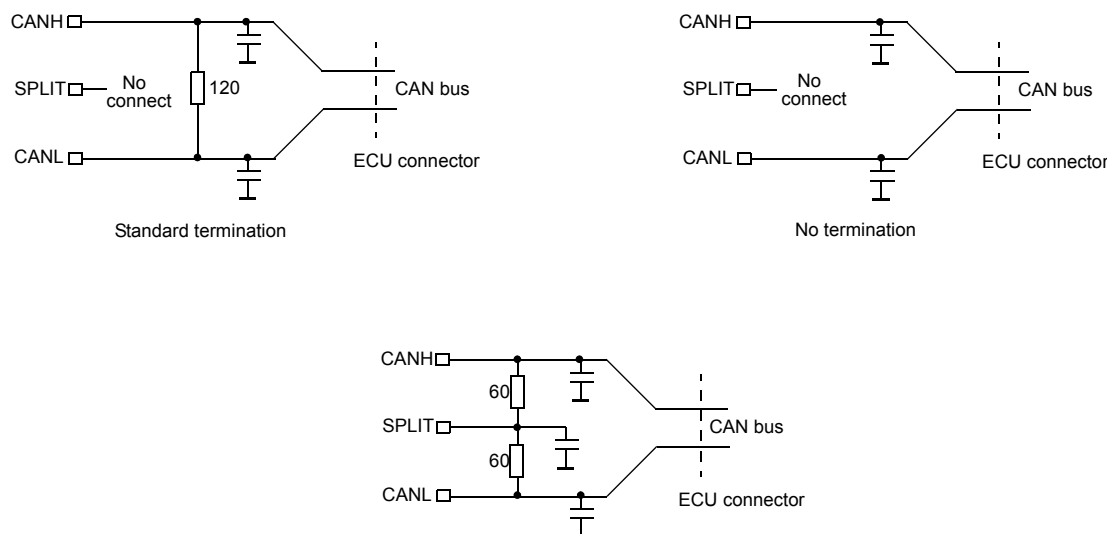 CANH
SPLIT
No
connect
120
CANL
CAN bus
ECU connector
Standard termination
CANH
SPLIT
No
connect
CANL
CAN bus
ECU connector
No termination
CANH
60
SPLIT
60
CANL
CAN bus
ECU connector